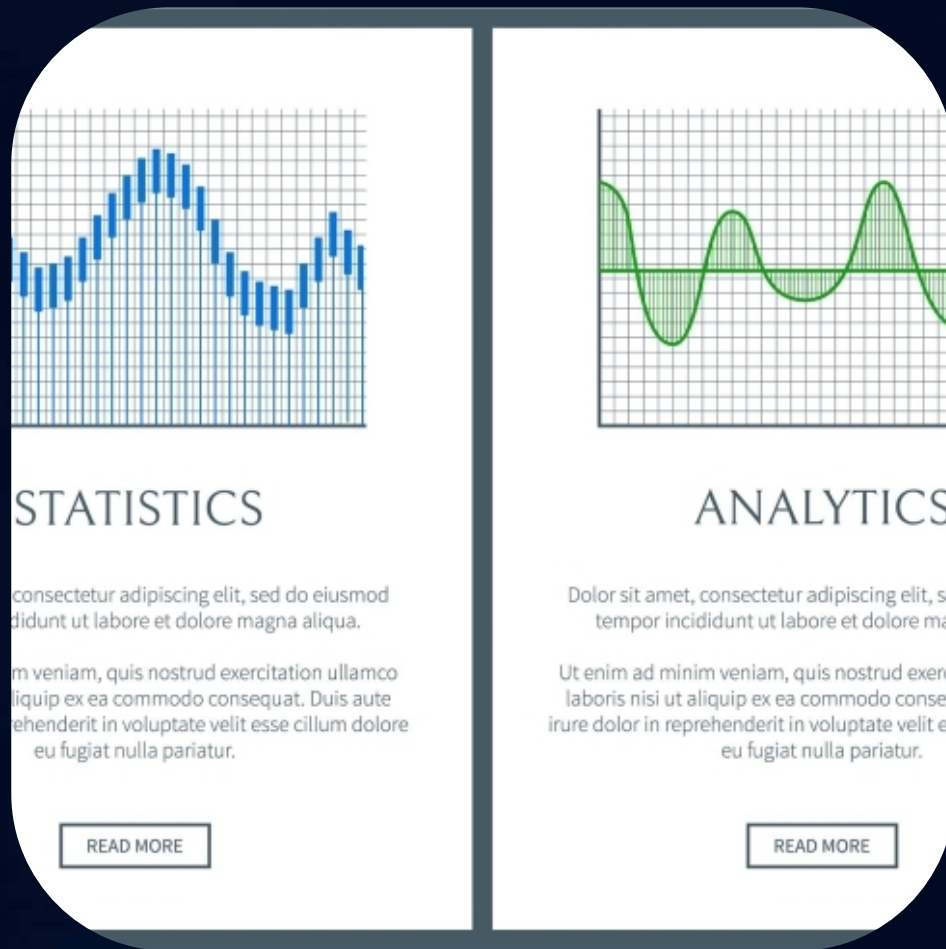 STATISTICS
consectetur adipiscing elit, sed do eiusmod
ut labore et dolore magna aliqua.
veniam, quis nostrud exercitation ullamco
ex ea commodo consequat. Duis aute
in voluptate velit esse cillum dolore
eu fugiat nulla pariatur.
READ MORE
ANALYTICS
Dolor sit amet, consectetur adipiscing elit,
tempor incididunt ut labore et dolore
Ut enim ad minim veniam, quis nostrud
laboris nisi ut aliquip ex ea commodo
irure dolor in reprehenderit in voluptate velit
eu fugiat nulla pariatur.
READ MORE